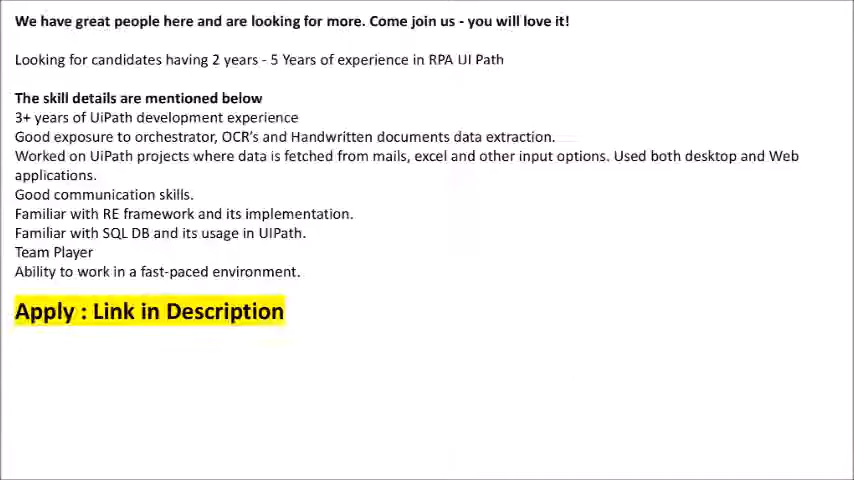 We have great people here and are looking for more. Come join us - you will love it!
Looking for candidates having 2 years - 5 Years of experience in RPA UI Path
The skill details are mentioned below
3+ years of UiPath development experience
Good exposure to orchestrator, OCR's and Handwritten documents data extraction.
Worked on UiPath projects where data is fetched from mails, excel and other input options. Used both desktop and Web
applications.
Good communication skills.
Familiar with RE framework and its implementation.
Familiar with SQL DB and its usage in UIPath.
Team Player
Ability to work in a fast-paced environment.
Apply : Link in Description